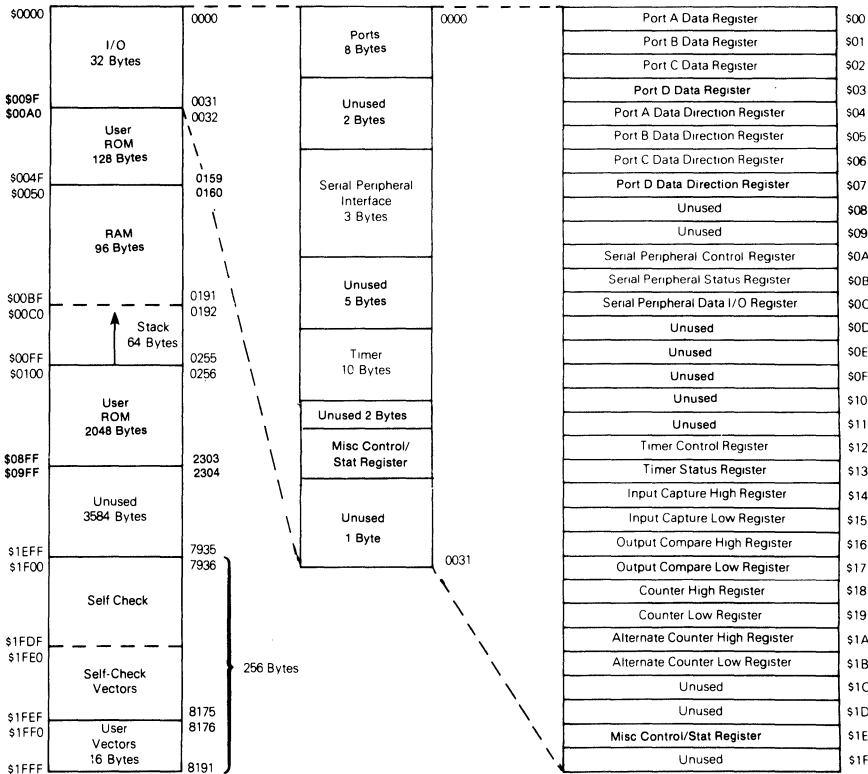 $0000
0000
I/O
32 Bytes
$009F
0031
$00A0
0032
User
ROM
128 Bytes
$004F
0159
$0050
0160
RAM
96 Bytes
$00BF
0191
$00C0
0192
Stack
64 Bytes
$00FF
0255
$0100
0256
User
ROM
2048 Bytes
$08FF
2303
$09FF
2304
Unused
3584 Bytes
$1EFF
7935
$1F00
7936
Self Check
$1FDF
$1FE0
Self-Check
Vectors
256 Bytes
$1FEF
8175
$1FF0
8176
User
Vectors
16 Bytes
$1FFF
8191
0000
Ports
8 Bytes
Unused
2 Bytes
Serial Peripheral
Interface
3 Bytes
Unused
5 Bytes
Timer
10 Bytes
Unused 2 Bytes
Misc Control/
Stat Register
Unused
1 Byte
0031
Port A Data Register $00
Port B Data Register $01
Port C Data Register $02
Port D Data Register $03
Port A Data Direction Register $04
Port B Data Direction Register $05
Port C Data Direction Register $06
Port D Data Direction Register $07
Unused $08
Unused $09
Serial Peripheral Control Register $0A
Serial Peripheral Status Register $0B
Serial Peripheral Data I/O Register $0C
Unused $0D
Unused $0E
Unused $0F
Unused $10
Unused $11
Timer Control Register $12
Timer Status Register $13
Input Capture High Register $14
Input Capture Low Register $15
Output Compare High Register $16
Output Compare Low Register $17
Counter High Register $18
Counter Low Register $19
Alternate Counter High Register $1A
Alternate Counter Low Register $1B
Unused $1C
Unused $1D
Misc Control/Stat Register $1E
Unused $1F